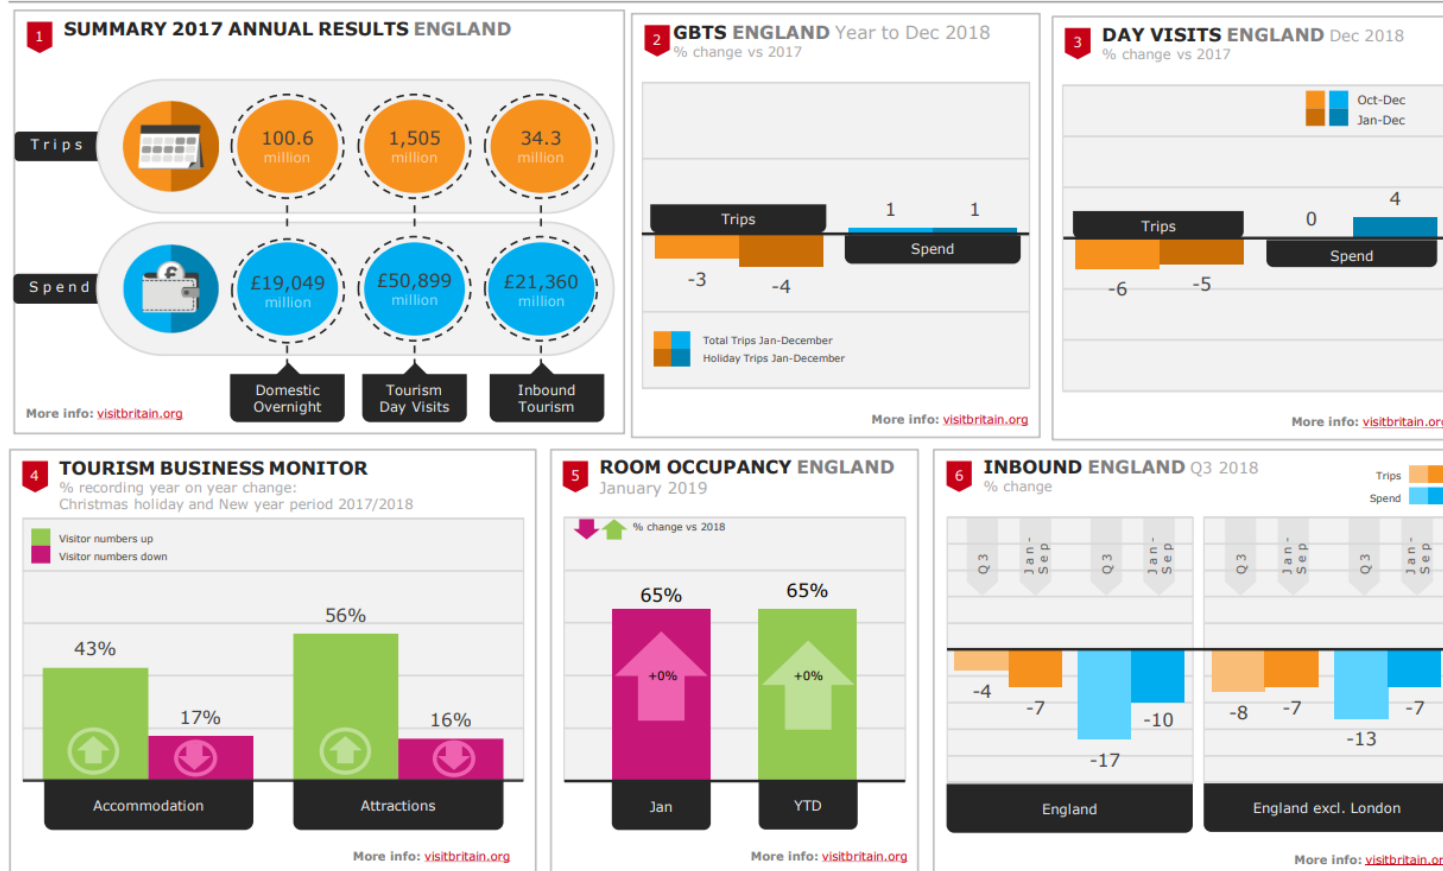 1
SUMMARY 2017 ANNUAL RESULTS ENGLAND
Trips
100.6
million
1,505
million
34.3
million
Spend
£19,049
million
£50,899
million
£21,360
million
Domestic
Overnight
Tourism
Day Visits
Inbound
Tourism
More info: visitbritain.org
2
GBTS ENGLAND Year to Dec 2018
% change vs 2017
Trips
1
1
Spend
-3
-4
Total Trips Jan-December
Holiday Trips Jan-December
More info: visitbritain.org
3
DAY VISITS ENGLAND Dec 2018
% change vs 2017
Oct-Dec
Jan-Dec
Trips
0
4
Spend
-6
-5
More info: visitbritain.org
4
TOURISM BUSINESS MONITOR
% recording year on year change:
Christmas holiday and New year period 2017/2018
Visitor numbers up
Visitor numbers down
43%
17%
56%
16%
Accommodation
Attractions
More info: visitbritain.org
5
ROOM OCCUPANCY ENGLAND
January 2019
% change vs 2018
65%
65%
+0%
+0%
Jan
YTD
More info: visitbritain.org
6
INBOUND ENGLAND Q3 2018
% change
Trips
Spend
Q3
Jan-
Sep
Q3
Jan-
Sep
Q3
Jan-
Sep
Q3
Jan-
Sep
-4
-7
-17
-10
-8
-7
-13
-7
England
England excl. London
More info: visitbritain.or